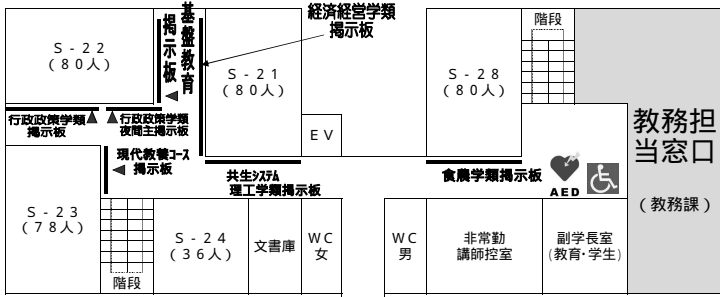 経済経営学類
掲示板
階段
基盤教育
掲示板
S-22
(80人)
S-21
(80人)
S-28
(80人)
EV
教務担
当窓口
(教務課)
行政政策学類
掲示板
行政政策学類
夜間主掲示板
現代教養コース
掲示板
共生システム
理工学類掲示板
食農学類掲示板
AED
S-23
(78人)
階段
S-24
(36人)
文書庫
WC
女
WC
男
非常勤
講師控室
副学長室
(教育・学生)